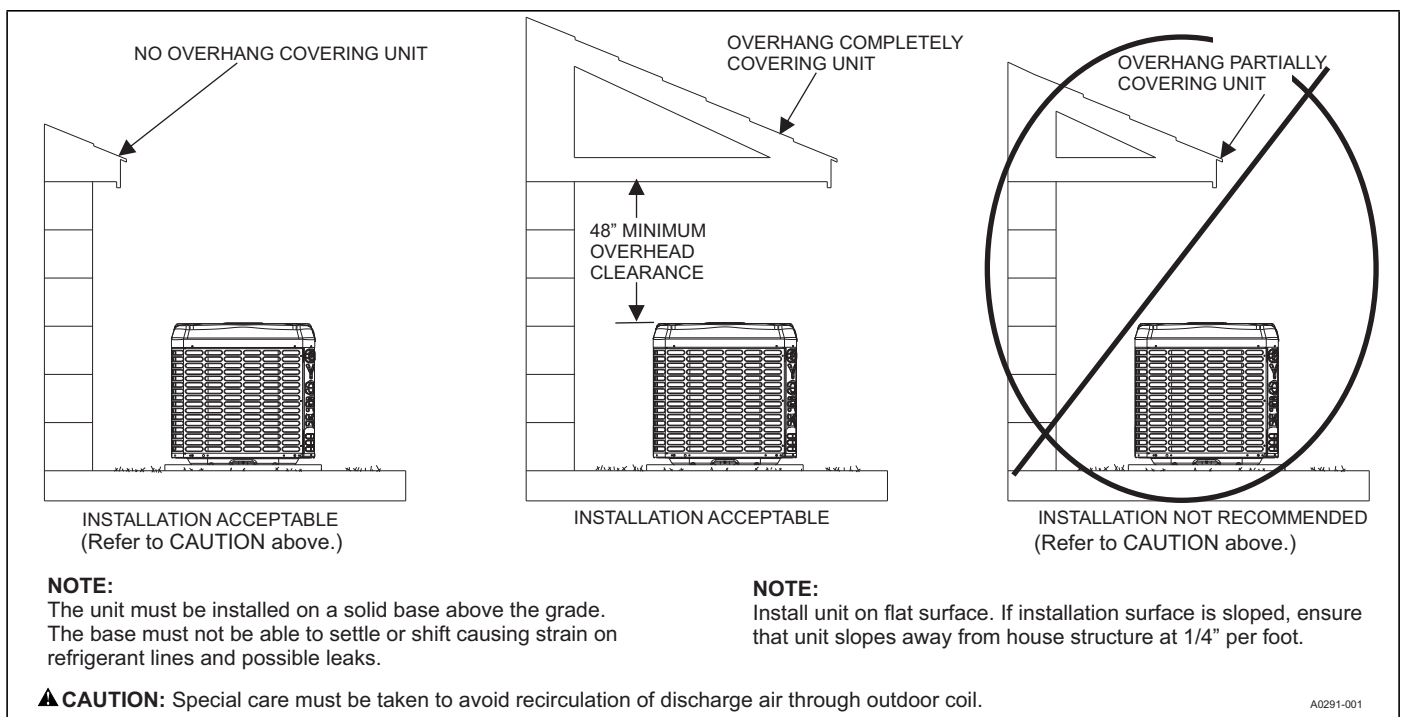 NO OVERHANG COVERING UNIT
OVERHANG COMPLETELY
COVERING UNIT
OVERHANG PARTIALLY
COVERING UNIT
48” MINIMUM
OVERHEAD
CLEARANCE
INSTALLATION ACCEPTABLE
(Refer to CAUTION above.)
INSTALLATION ACCEPTABLE
INSTALLATION NOT RECOMMENDED
(Refer to CAUTION above.)
NOTE:
The unit must be installed on a solid base above the grade.
The base must not be able to settle or shift causing strain on
refrigerant lines and possible leaks.
NOTE:
Install unit on flat surface. If installation surface is sloped, ensure
that unit slopes away from house structure at 1/4” per foot.
CAUTION: Special care must be taken to avoid recirculation of discharge air through outdoor coil.
A0291-001